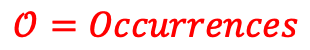 O = Occurrences